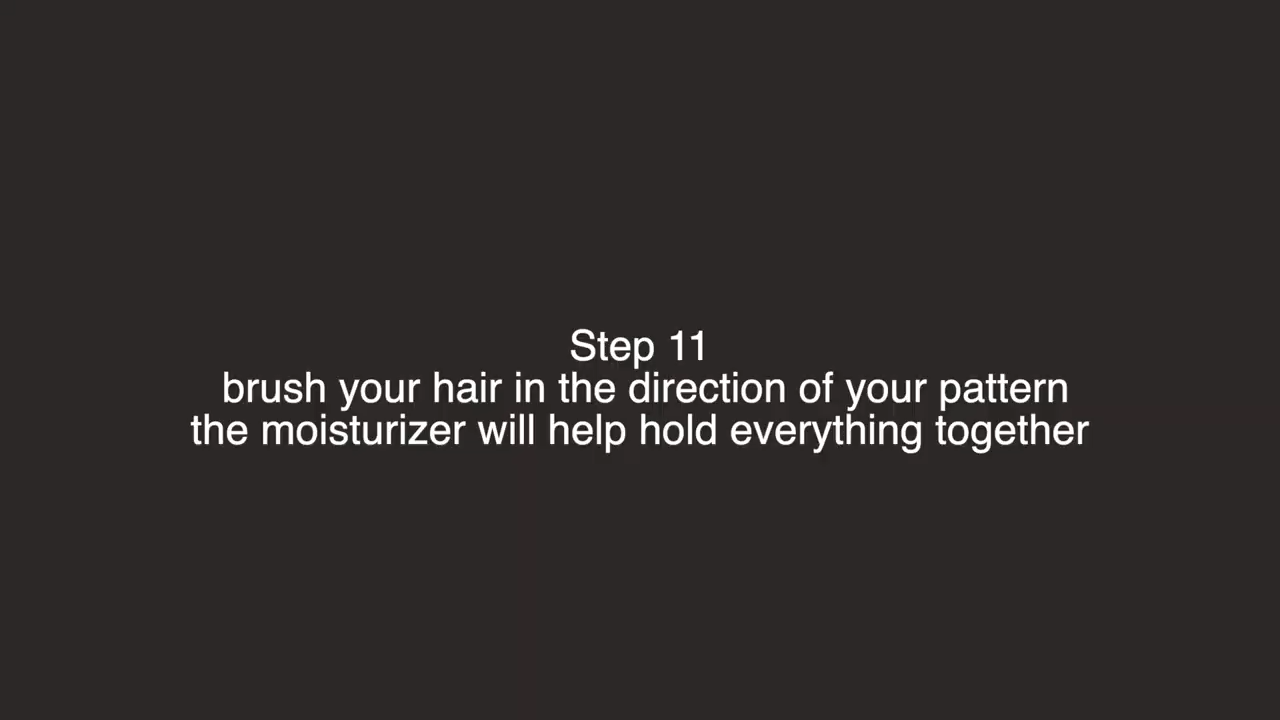 Step 11
brush your hair in the direction of your pattern
the moisturizer will help hold everything together